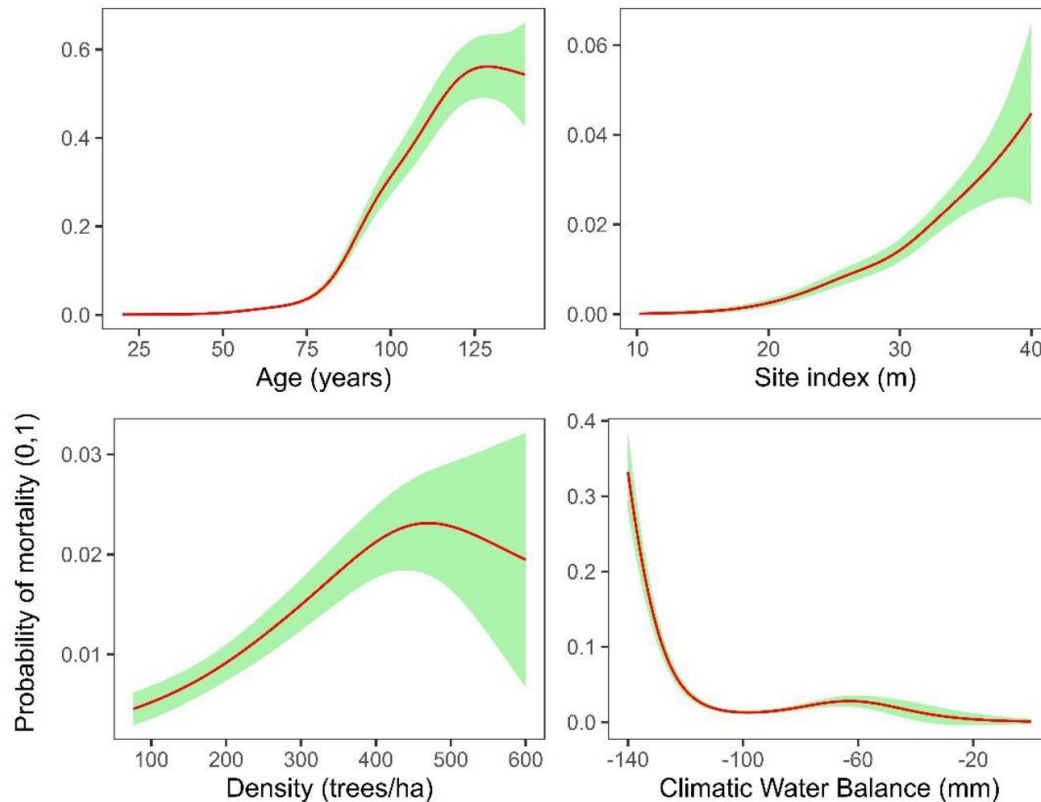 0.6
0.4
0.2
0.0
25 50 75 100 125
Age (years)
0.06
0.04
0.02
0.00
10 20 30 40
Site index (m)
Probability of mortality (0,1)
0.03
0.02
0.01
100 200 300 400 500 600
Density (trees/ha)
0.4
0.3
0.2
0.1
0.0
-140 -100 -60 -20
Climatic Water Balance (mm)